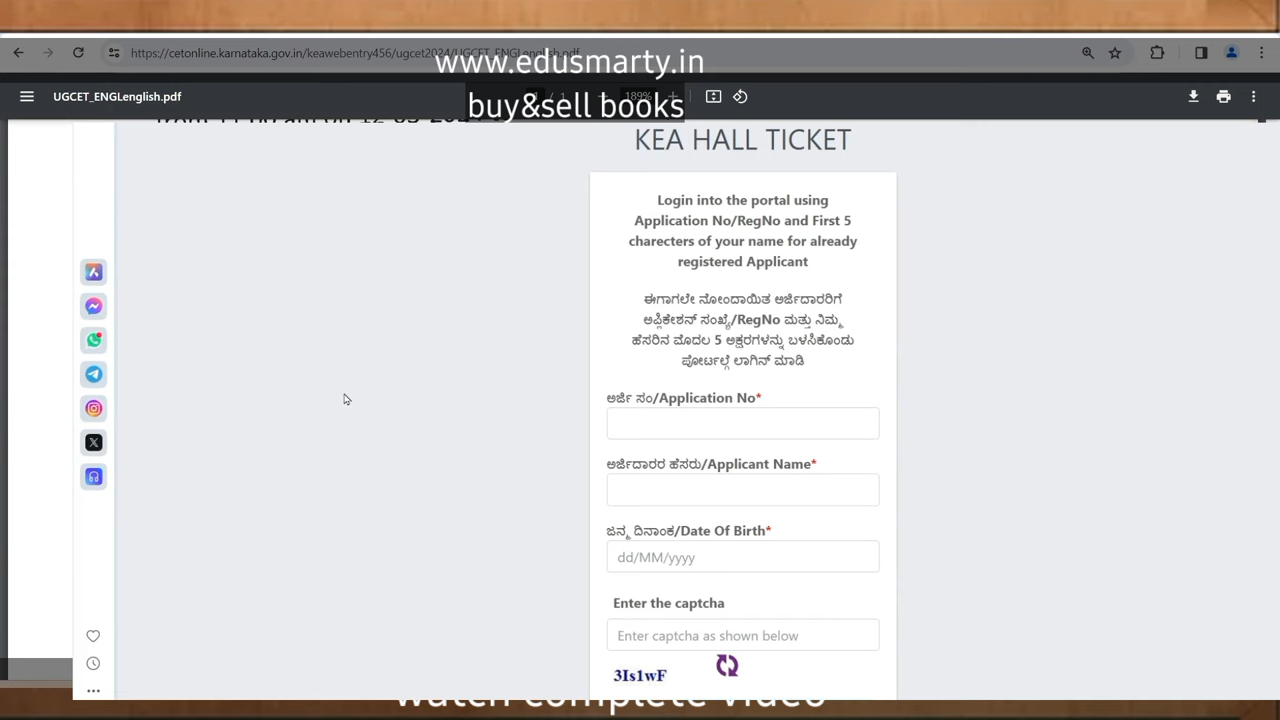 https://cetonline.karnataka.gov.in/keawebentry456/ugcet2024/UGCET_ENGLenglish.pdf
www.edusmarty.in
UGCET_ENGLenglish.pdf
/ 1
189%
buy&sell books
KEA HALL TICKET
Login into the portal using
Application No/RegNo and First 5
charecters of your name for already
registered Applicant
ಈಗಾಗಲೇ ನೋಂದಾಯಿತ ಅರ್ಜಿದಾರರಿಗೆ
ಅಪ್ಲಿಕೇಶನ್ ಸಂಖ್ಯೆ/RegNo ಮತ್ತು ನಿಮ್ಮ
ಹೆಸರಿನ ಮೊದಲ 5 ಅಕ್ಷರಗಳನ್ನು ಬಳಸಿಕೊಂಡು
ಪೋರ್ಟಲ್ಗೆ ಲಾಗಿನ್ ಮಾಡಿ
ಅರ್ಜಿ ಸಂ/Application No*
ಅರ್ಜಿದಾರರ ಹೆಸರು/Applicant Name*
ಜನ್ಮ ದಿನಾಂಕ/Date Of Birth*
dd/MM/yyyy
Enter the captcha
Enter captcha as shown below
3Is1wF
watch complete video